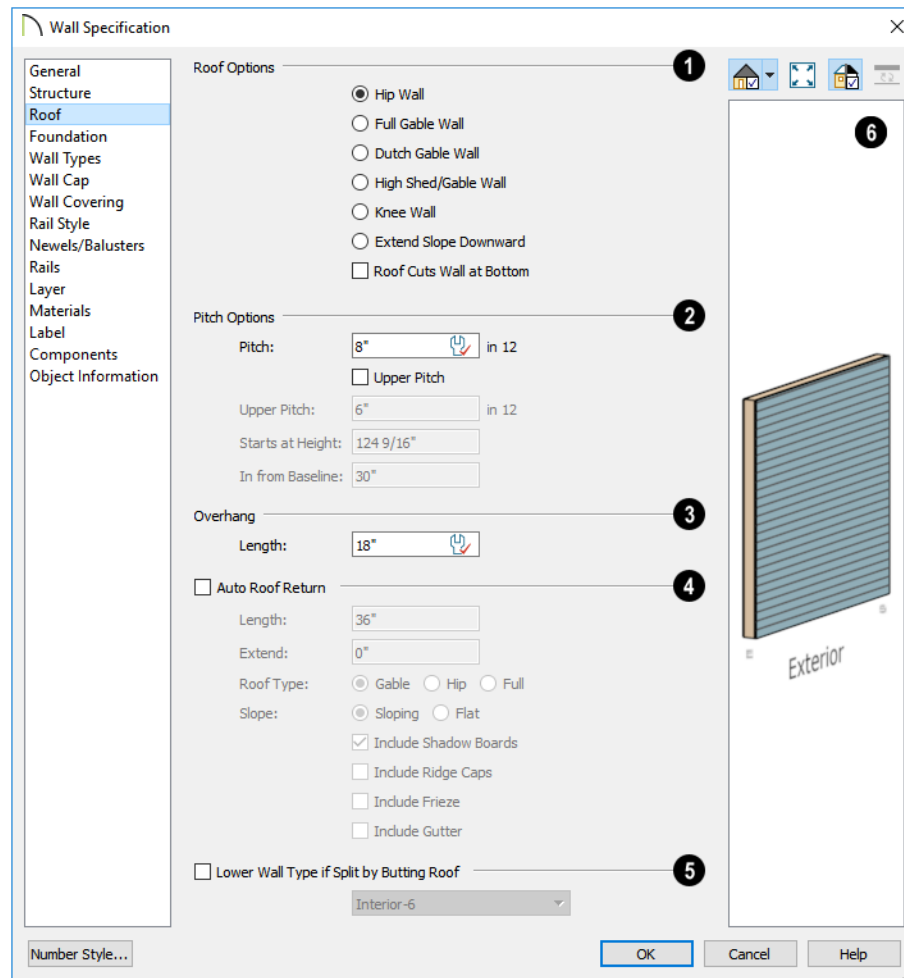 Wall Specification
General
Structure
Roof
Foundation
Wall Types
Wall Cap
Wall Covering
Rail Style
Newels/Balusters
Rails
Layer
Materials
Label
Components
Object Information
Roof Options 1
Hip Wall
Full Gable Wall
Dutch Gable Wall
High Shed/Gable Wall
Knee Wall
Extend Slope Downward
Roof Cuts Wall at Bottom
Pitch Options 2
Pitch: 8" in 12
Upper Pitch
Upper Pitch: 6" in 12
Starts at Height: 124 9/16"
In from Baseline: 30"
Overhang 3
Length: 18"
Auto Roof Return 4
Length: 36"
Extend: 0"
Roof Type: Gable Hip Full
Slope: Sloping Flat
Include Shadow Boards
Include Ridge Caps
Include Frieze
Include Gutter
Lower Wall Type if Split by Butting Roof 5
Interior-6
6
Exterior
Number Style...
OK
Cancel
Help